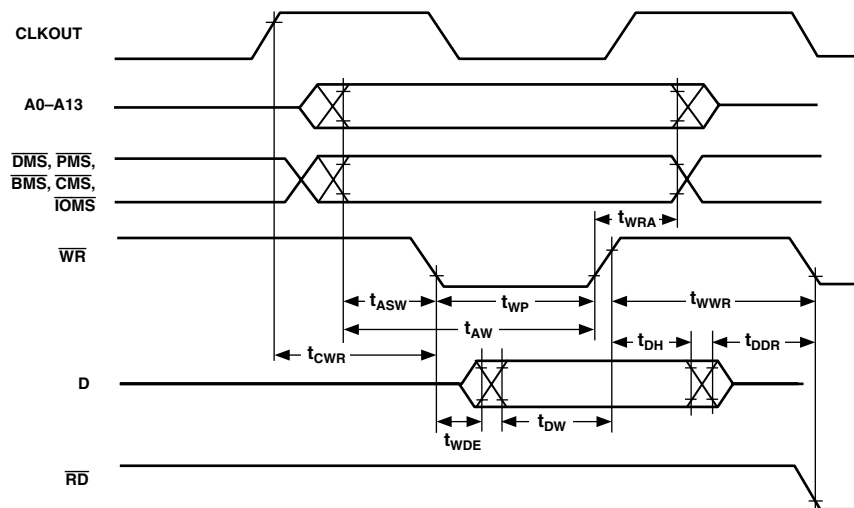 CLKOUT
A0–A13
DMS, PMS,
BMS, CMS,
IOMS
tWRA
WR
tASW
tWP
tWWR
tAW
tDH
tDDR
tCWR
D
tWDE
tDW
RD